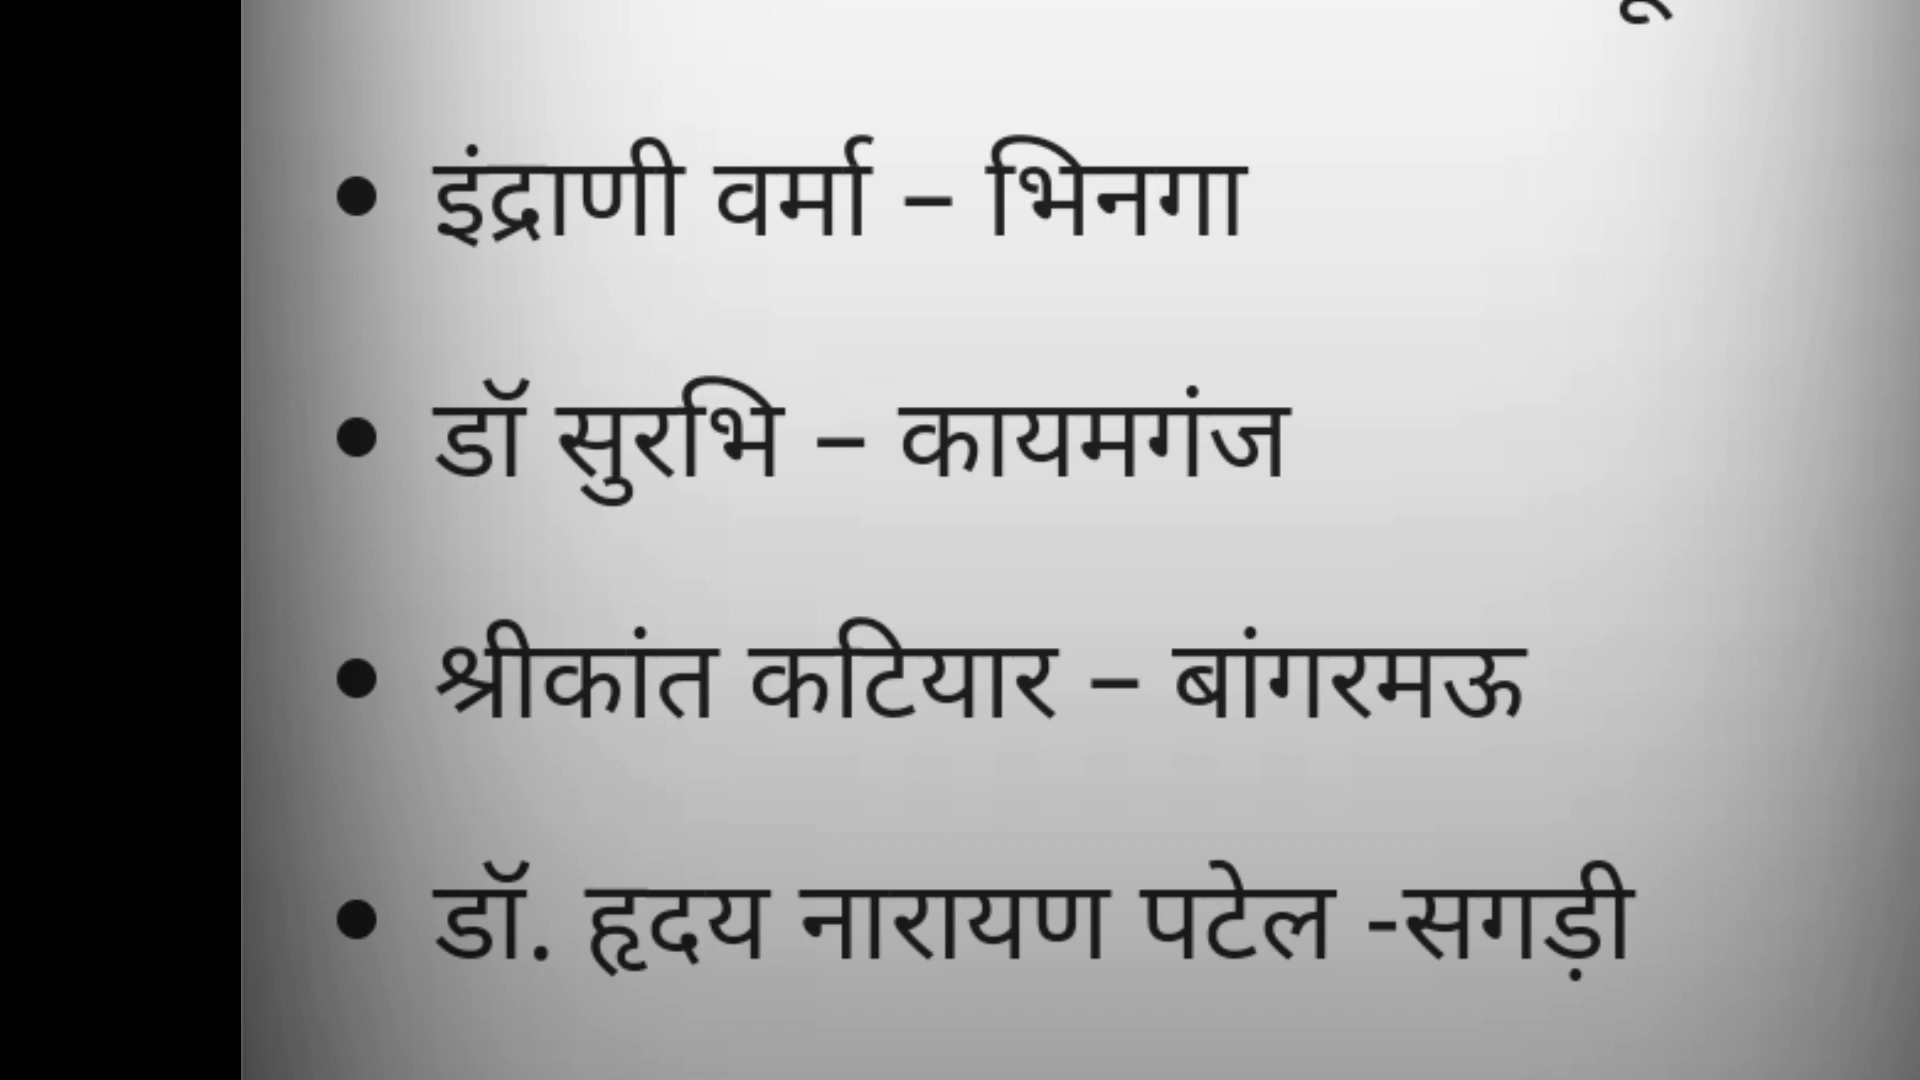 • इंद्राणी वर्मा – भिनगा
• डॉ सुरभि – कायमगंज
• श्रीकांत कटियार – बांगरमऊ
• डॉ. हृदय नारायण पटेल -सगड़ी